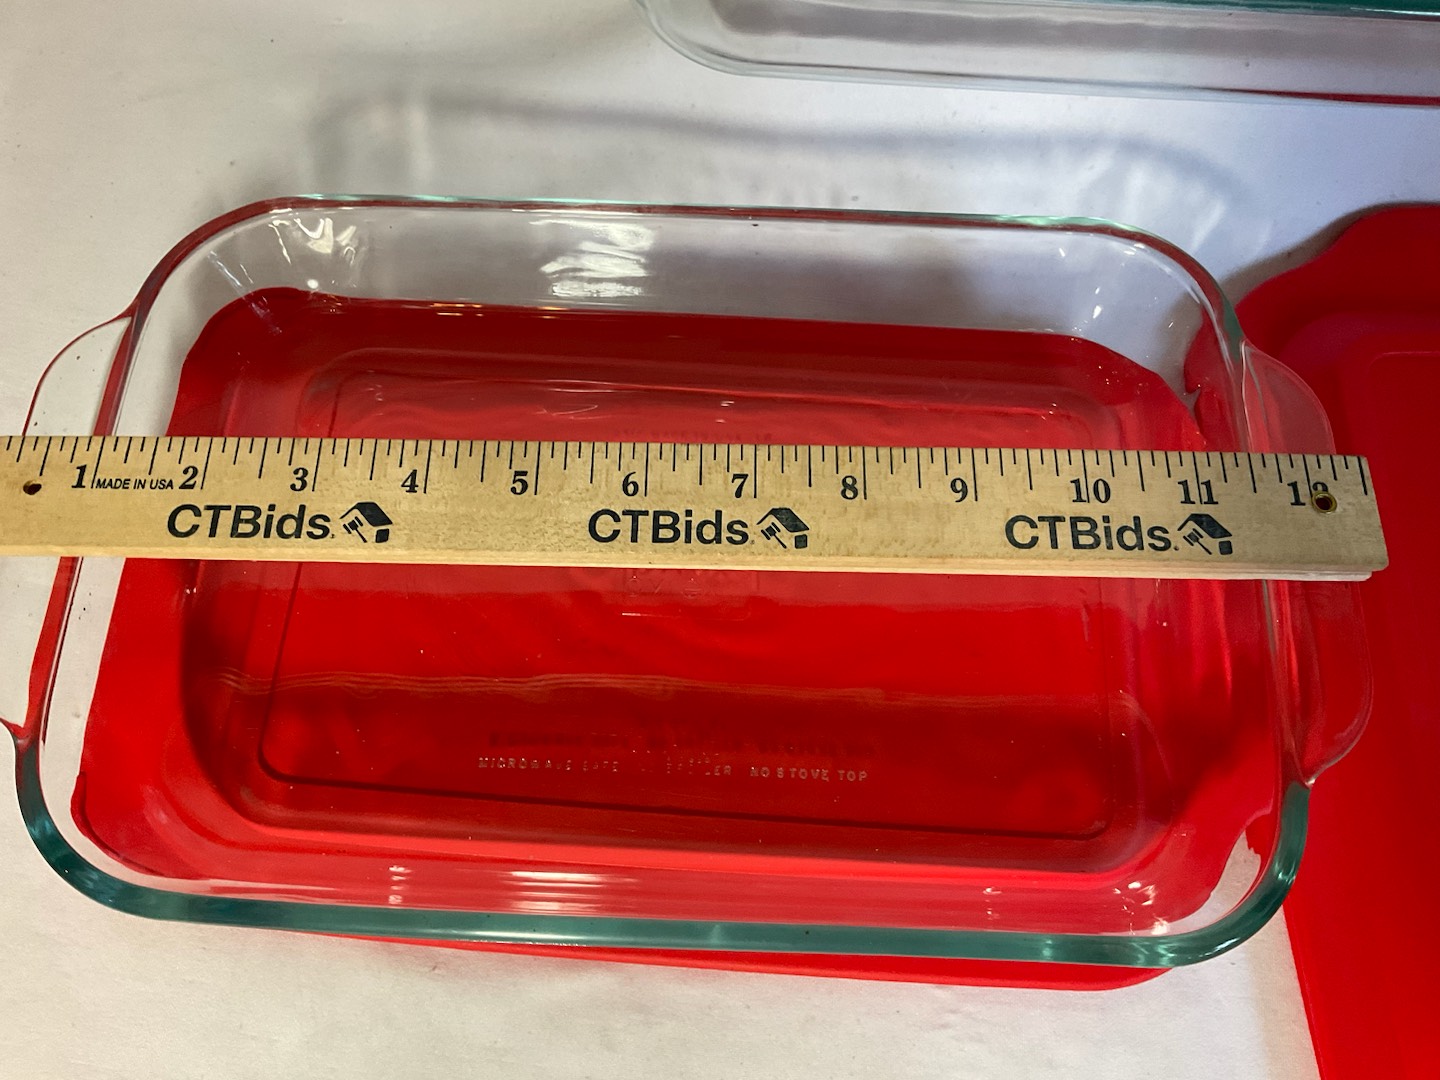 1 MADE IN USA 2 3 4 5 6 7 8 9 10 11 12
CTBids. CTBids. CTBids.
MICROWAVE SAFE NO STOVE TOP